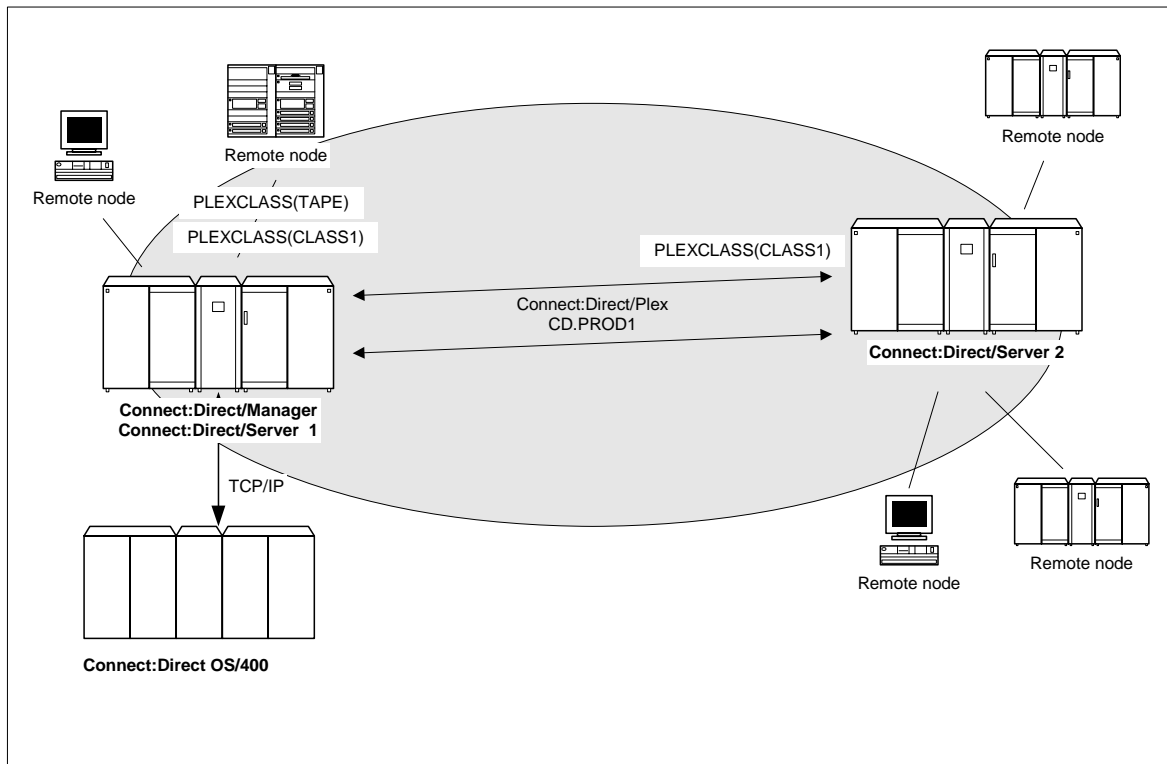 Remote node
Remote node
Remote node
PLEXCLASS(TAPE)
PLEXCLASS(CLASS1)
PLEXCLASS(CLASS1)
Connect:Direct/Plex
CD.PROD1
Connect:Direct/Server 2
Connect:Direct/Manager
Connect:Direct/Server 1
TCP/IP
Remote node
Remote node
Connect:Direct OS/400